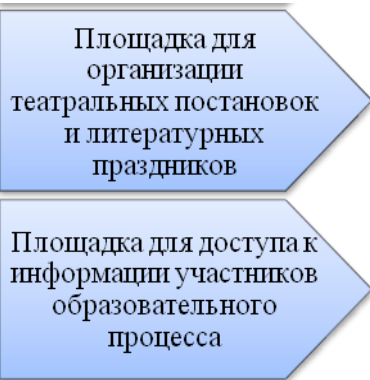 Площадка для
организации
театральных постановок
и литературных
праздников
Площадка для доступа к
информации участников
образовательного
процесса